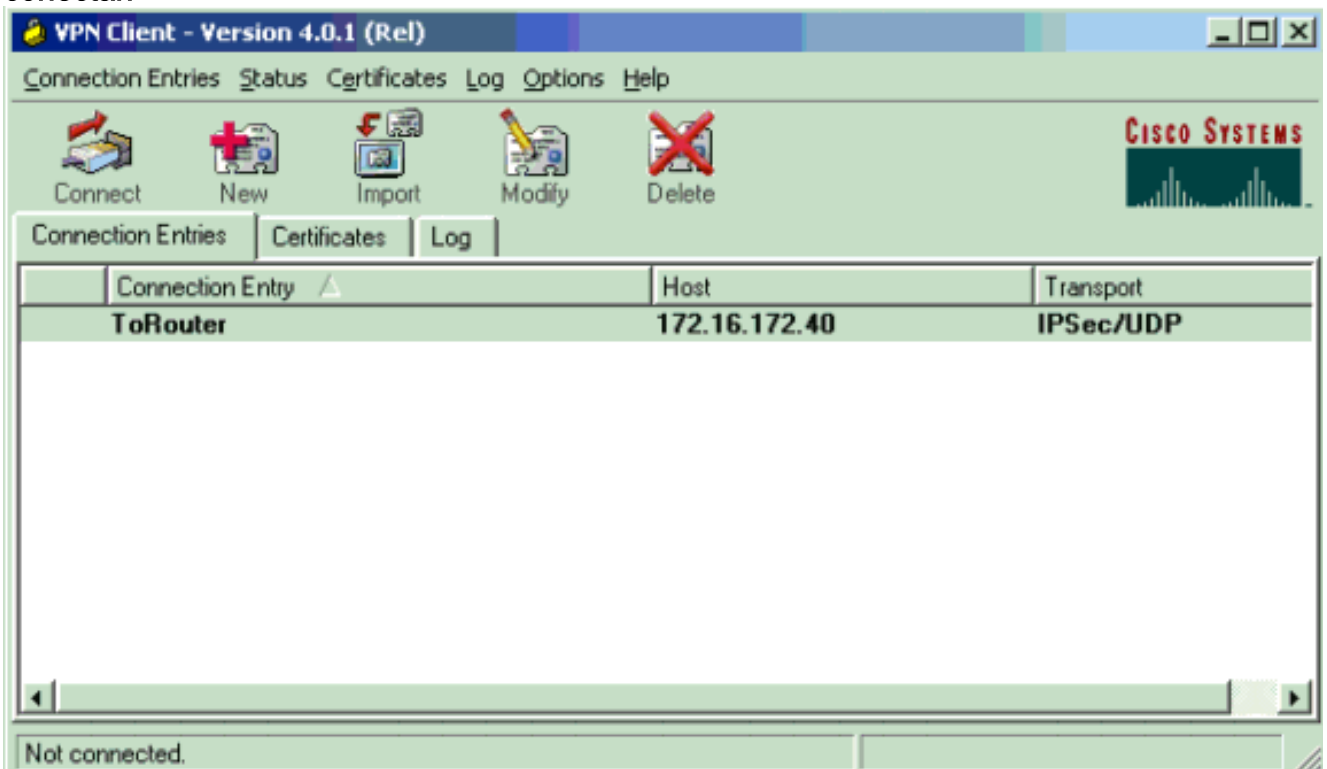 VPN Client - Version 4.0.1 (Rel)
Connection Entries Status Certificates Log Options Help
CISCO SYSTEMS
Connect New Import Modify Delete
Connection Entries Certificates Log
Connection Entry Host Transport
ToRouter 172.16.172.40 IPSec/UDP
Not connected.